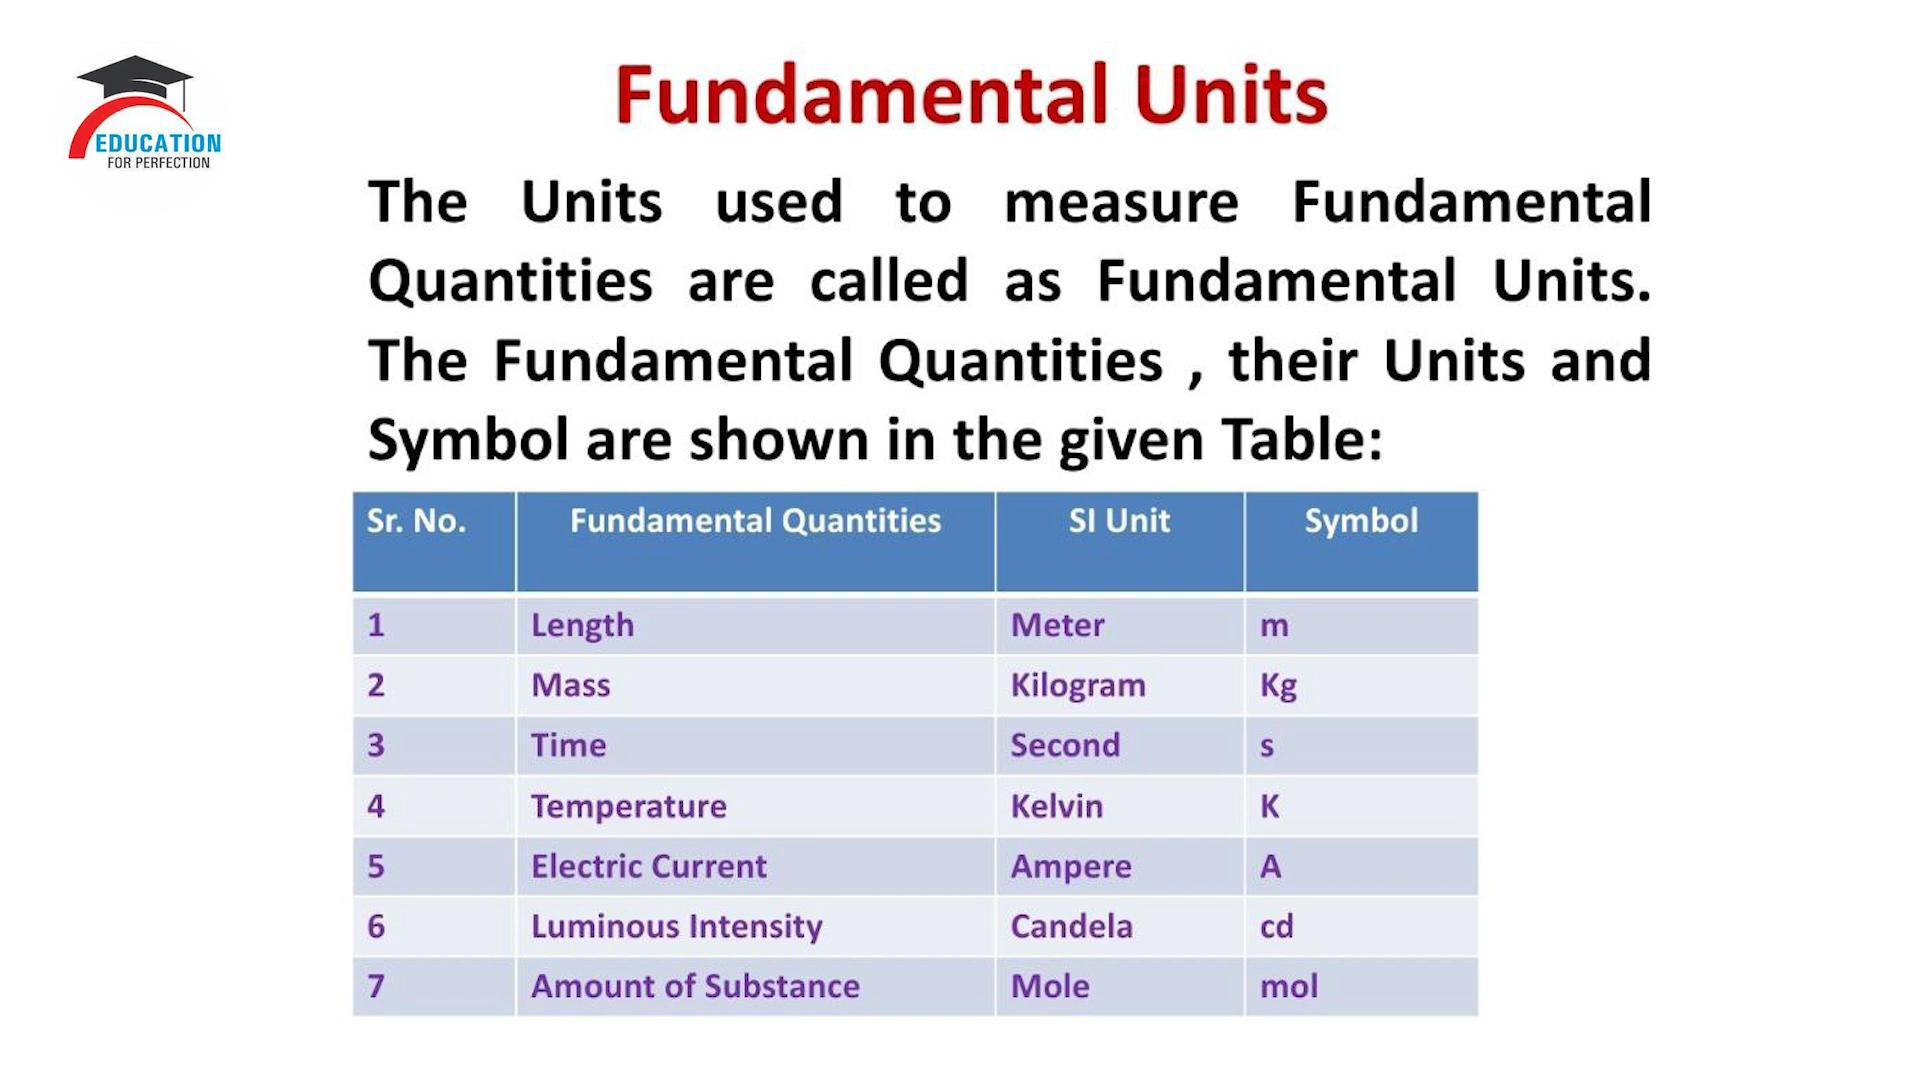 EDUCATION
FOR PERFECTION
Fundamental Units
The Units used to measure Fundamental
Quantities are called as Fundamental Units.
The Fundamental Quantities , their Units and
Symbol are shown in the given Table:
Sr. No. Fundamental Quantities SI Unit Symbol
1 Length Meter m
2 Mass Kilogram Kg
3 Time Second s
4 Temperature Kelvin K
5 Electric Current Ampere A
6 Luminous Intensity Candela cd
7 Amount of Substance Mole mol